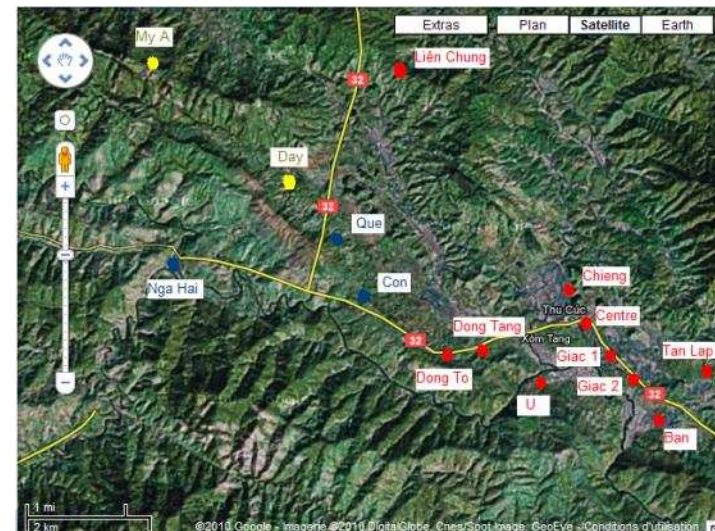 Extras
Plan
Satellite
Earth
My A
32
Liên Chung
Day
32
Que
Nga Hai
Con
Chieng
Thu Cúc
Centre
32
Dong Tang
Xóm Tang
Giac 1
Tan Lap
Dong To
Giac 2
U
32
Ban
1 mi
2 km
©2010 Google - Imagerie ©2010 DigitalGlobe, Cnes/Spot Image, GeoEye - Conditions d'utilisation